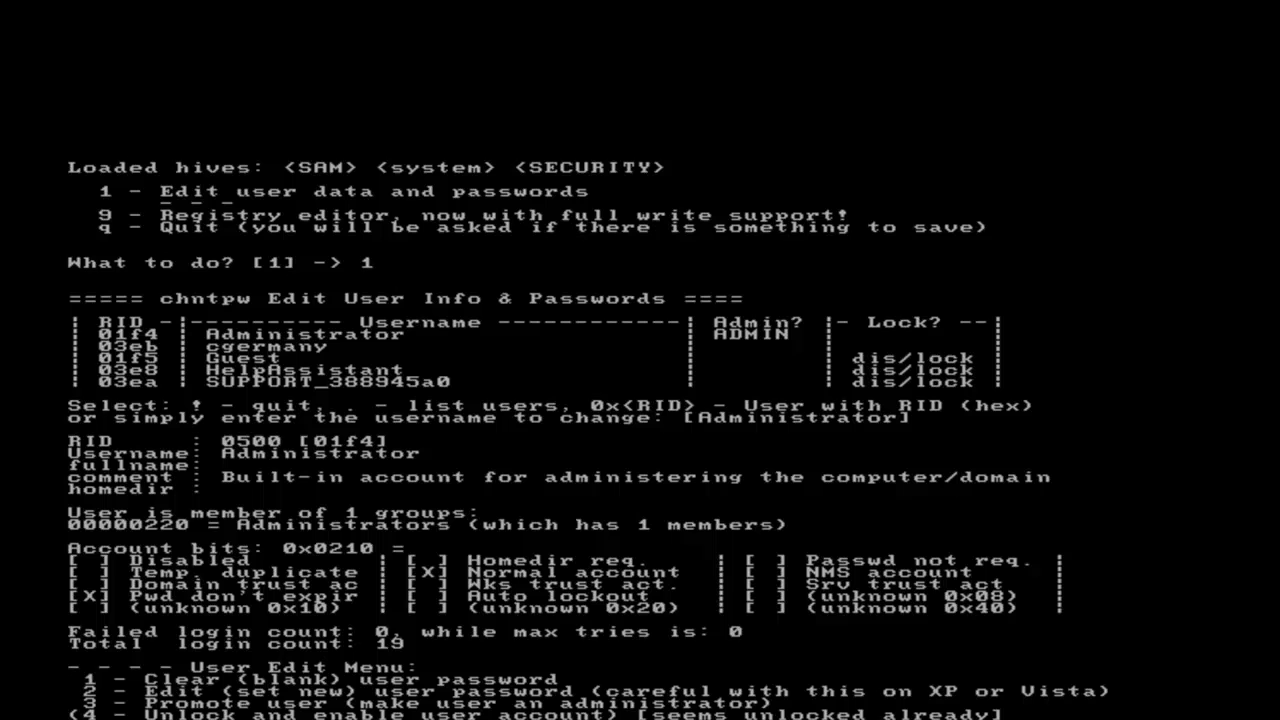 Loaded hives: <SAM> <system> <SECURITY>
1 - Edit user data and passwords
- - -
9 - Registry editor, now with full write support!
q - Quit (you will be asked if there is something to save)
What to do? [1] -> 1
===== chntpw Edit User Info & Passwords ====
| RID -|---------- Username ------------| Admin? |- Lock? --|
| 01f4 | Administrator | ADMIN | |
| 03eb | cgermany | | |
| 01f5 | Guest | | dis/lock |
| 03e8 | HelpAssistant | | dis/lock |
| 03ea | SUPPORT_388945a0 | | dis/lock |
Select: ! - quit, . - list users, 0x<RID> - User with RID (hex)
or simply enter the username to change: [Administrator]
RID : 0500 [01f4]
Username: Administrator
fullname:
comment : Built-in account for administering the computer/domain
homedir :
User is member of 1 groups:
00000220 = Administrators (which has 1 members)
Account bits: 0x0210 =
[ ] Disabled | [ ] Homedir req. | [ ] Passwd not req. |
[ ] Temp. duplicate | [X] Normal account | [ ] NMS account |
[ ] Domain trust ac | [ ] Wks trust act. | [ ] Srv trust act |
[X] Pwd don't expir | [ ] Auto lockout | [ ] (unknown 0x08) |
[ ] (unknown 0x10) | [ ] (unknown 0x20) | [ ] (unknown 0x40) |
Failed login count: 0, while max tries is: 0
Total login count: 19
- - - - User Edit Menu:
1 - Clear (blank) user password
2 - Edit (set new) user password (careful with this on XP or Vista)
3 - Promote user (make user an administrator)
(4 - Unlock and enable user account) [seems unlocked already]